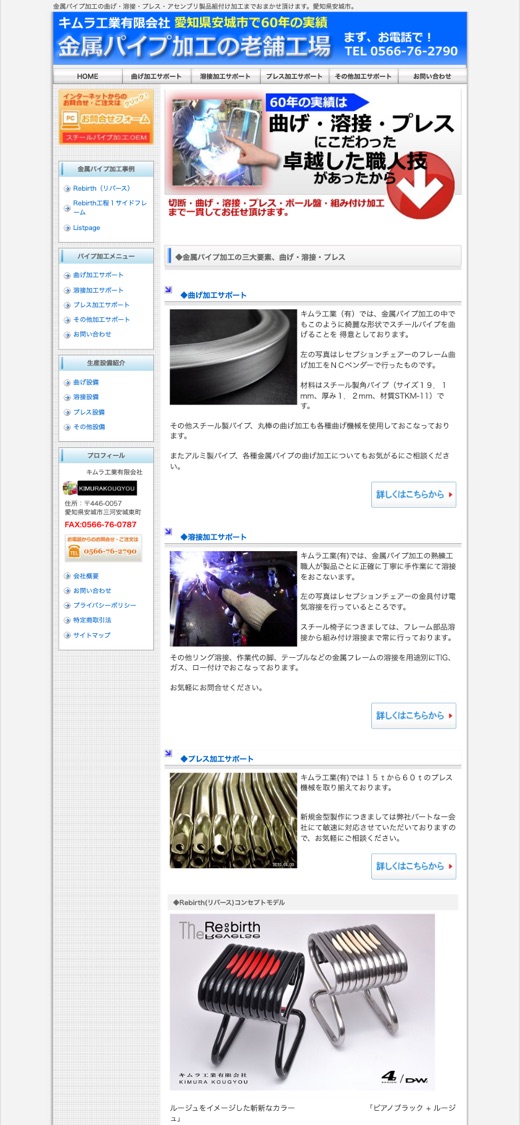 金属パイプ加工の曲げ・溶接・プレス・アセンブリ製品組付け加工までおまかせ頂けます。愛知県安城市。
キムラ工業有限会社 愛知県安城市で60年の実績
金属パイプ加工の老舗工場
まず、お電話で！
TEL 0566-76-2790
HOME
曲げ加工サポート
溶接加工サポート
プレス加工サポート
その他加工サポート
お問い合わせ
インターネットからの
お問合せ・ご注文は
クリック!
PC
お問合せフォーム
スチールパイプ加工OEM
金属パイプ加工事例
Rebirth（リバース）
Rebirth工程１サイドフレ
ーム
Listpage
パイプ加工メニュー
曲げ加工サポート
溶接加工サポート
プレス加工サポート
その他加工サポート
お問い合わせ
生産設備紹介
曲げ設備
溶接設備
プレス設備
その他設備
プロフィール
キムラ工業有限会社
KIMURAKOUGYOU
住所：〒446-0057
愛知県安城市三河安城東町
FAX:0566-76-0787
お電話からのお問合せ・ご注文は
TEL
0566-76-2790
会社概要
お問い合わせ
プライバシーポリシー
特定商取引法
サイトマップ
60年の実績は
曲げ・溶接・プレス
にこだわった
卓越した職人技
があったから
切断・曲げ・溶接・プレス・ボール盤・組み付け加工
まで一貫してお任せ頂けます。
◆金属パイプ加工の三大要素、曲げ・溶接・プレス
◆曲げ加工サポート
キムラ工業（有）では、金属パイプ加工の中で
もこのように綺麗な形状でスチールパイプを曲
げることを 得意としております。
左の写真はレセプションチェアーのフレーム曲
げ加工をＮＣベンダーで行ったものです。
材料はスチール製角パイプ（サイズ１９．１
mm、厚み１．２mm、材質STKM-11）で
す。
その他スチール製パイプ、丸棒の曲げ加工も各種曲げ機械を使用しておこなっており
ます。
またアルミ製パイプ、各種金属パイプの曲げ加工についてもお気がるにご相談くださ
い。
詳しくはこちらから
◆溶接加工サポート
キムラ工業(有)では、金属パイプ加工の熟練工
職人が製品ごとに正確に丁寧に手作業にて溶接
をおこないます。
左の写真はレセプションチェアーの金具付け電
気溶接を行っているところです。
スチール椅子につきましては、フレーム部品溶
接から組み付け溶接まで常に行っております。
その他リング溶接、作業代の脚、テーブルなどの金属フレームの溶接を用途別にTIG、
ガス、ロー付けでおこなっております。
お気軽にお問合せください。
詳しくはこちらから
◆プレス加工サポート
キムラ工業(有)では１５ｔから６０ｔのプレス
機械を取り揃えております。
新規金型製作につきましては弊社パートなー会
社にて敏速に対応させていただいておりますの
で、お気軽にご相談ください。
詳しくはこちらから
◆Rebirth(リバース)コンセプトモデル
The Re:birth
キムラ工業有限会社
KIMURA KOUGYOU
4
/D-W.
ルージュをイメージした斬新なカラー
「ピアノブラック + ルージ
ュ」